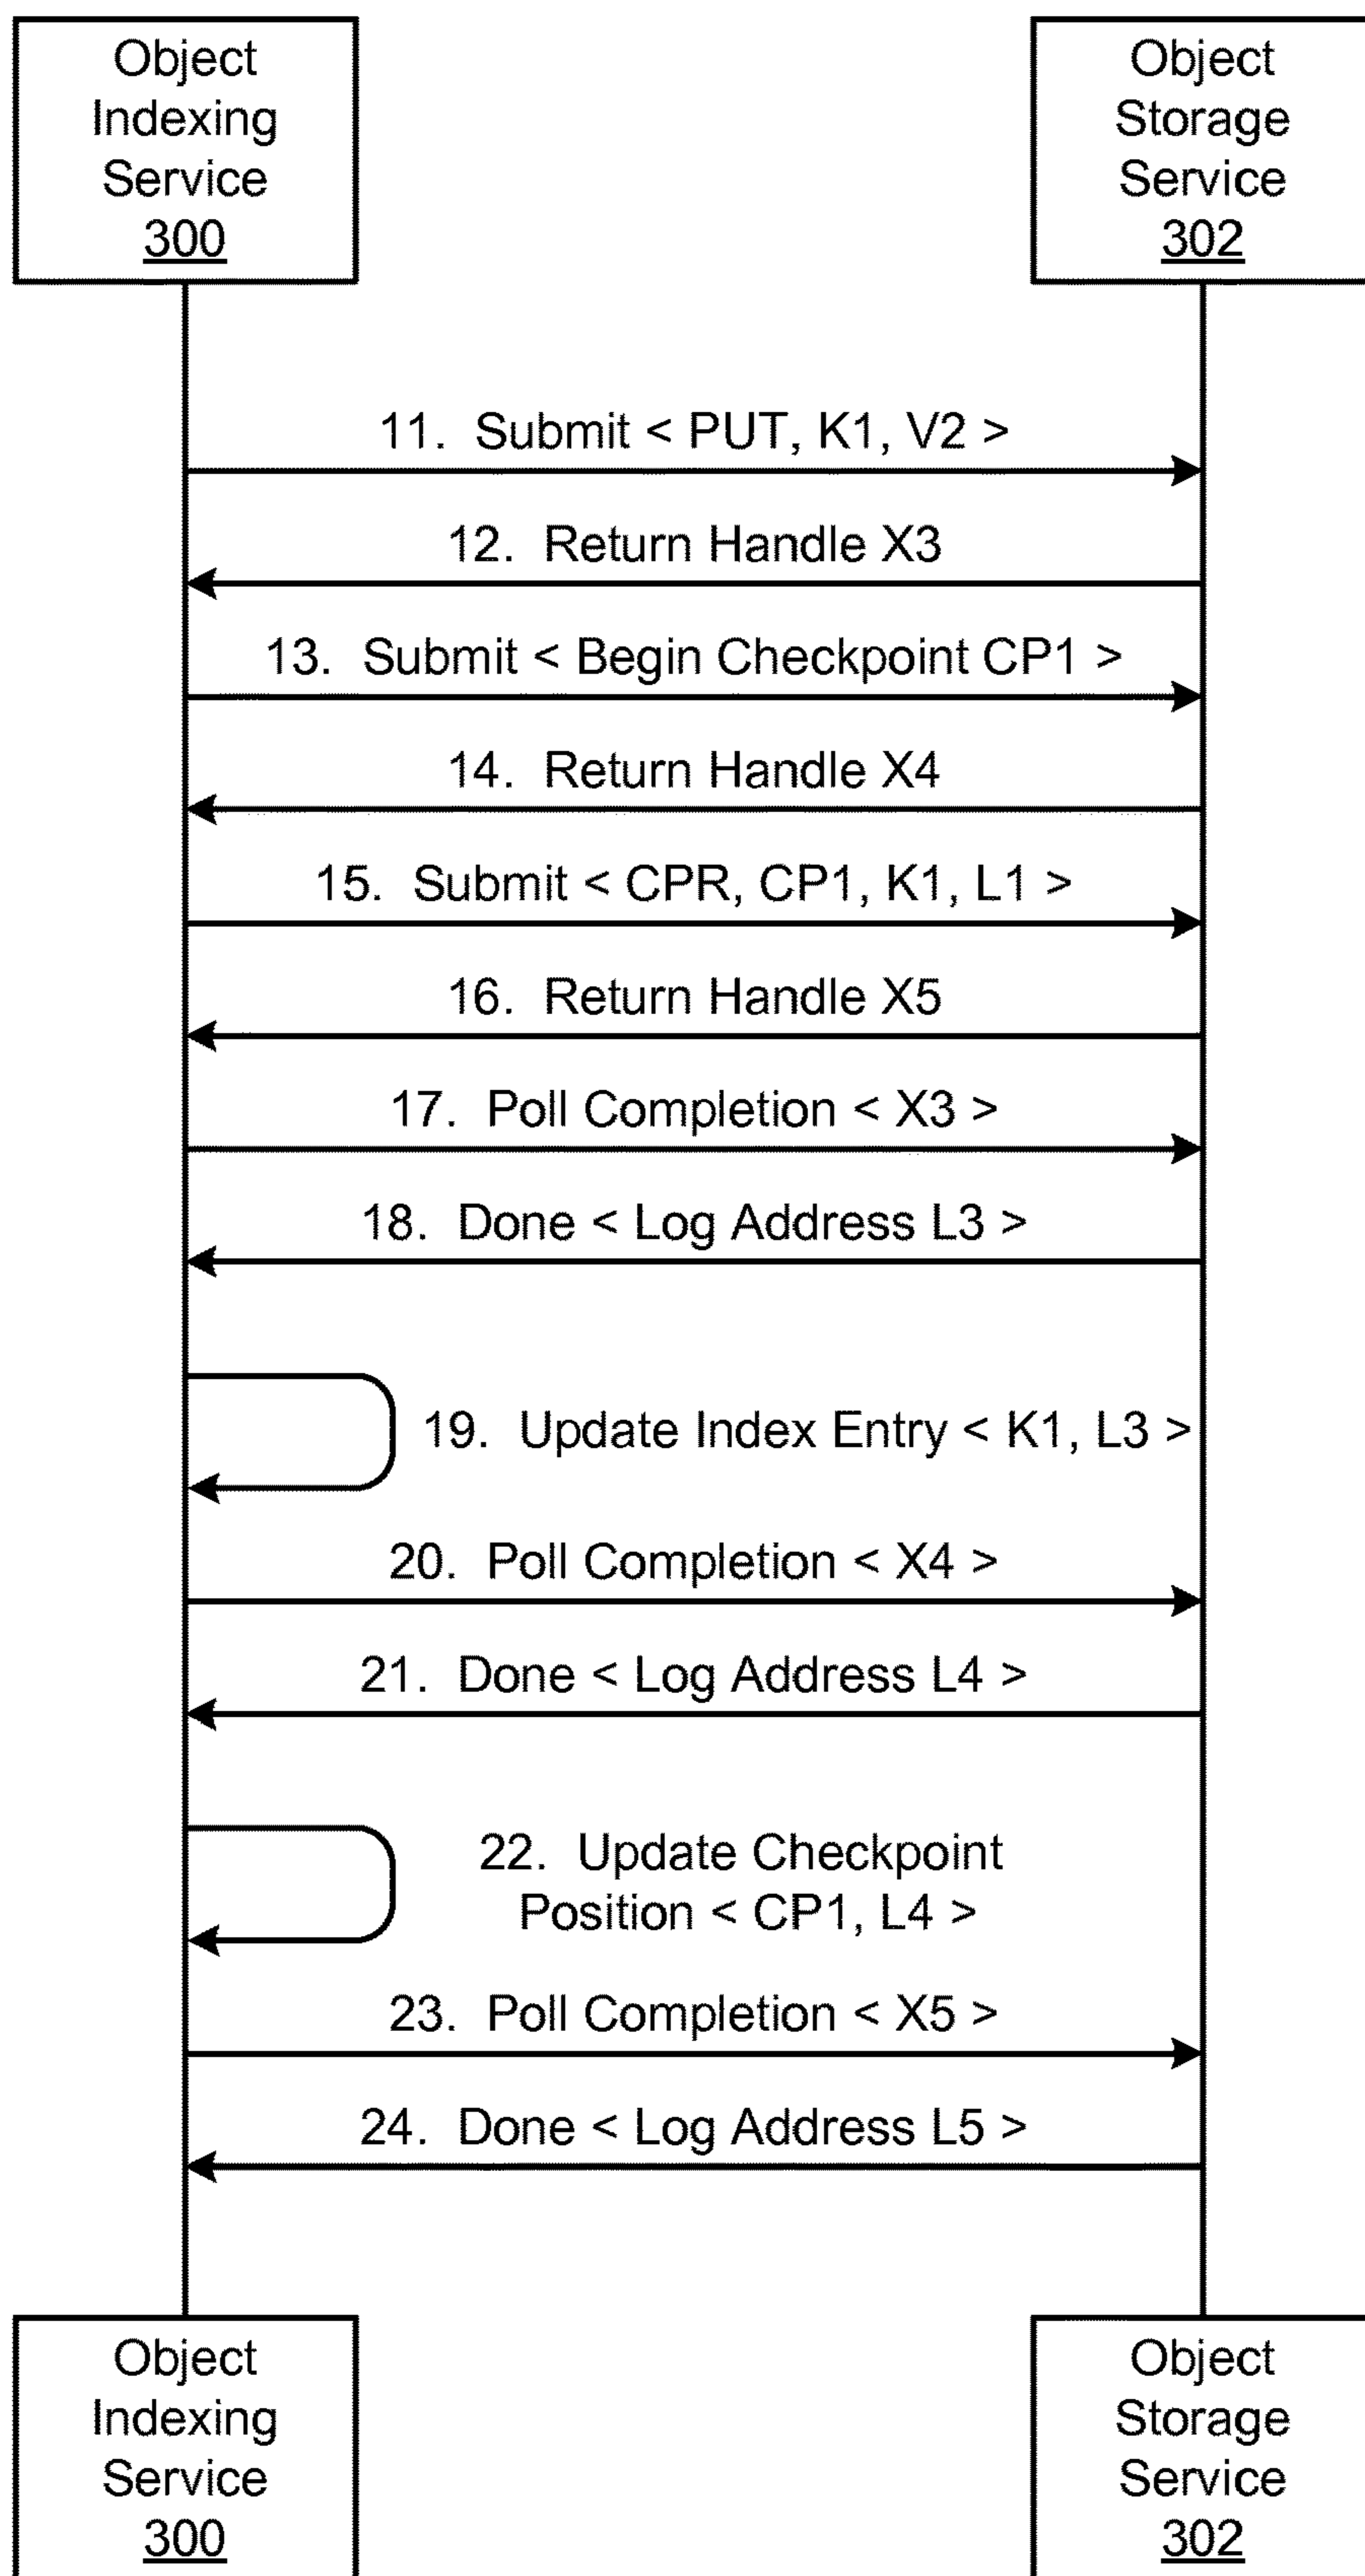 Object
Indexing
Service
300
Object
Storage
Service
302
11. Submit < PUT, K1, V2 >
12. Return Handle X3
13. Submit < Begin Checkpoint CP1 >
14. Return Handle X4
15. Submit < CPR, CP1, K1, L1 >
16. Return Handle X5
17. Poll Completion < X3 >
18. Done < Log Address L3 >
19. Update Index Entry < K1, L3 >
20. Poll Completion < X4 >
21. Done < Log Address L4 >
22. Update Checkpoint
Position < CP1, L4 >
23. Poll Completion < X5 >
24. Done < Log Address L5 >
Object
Indexing
Service
300
Object
Storage
Service
302